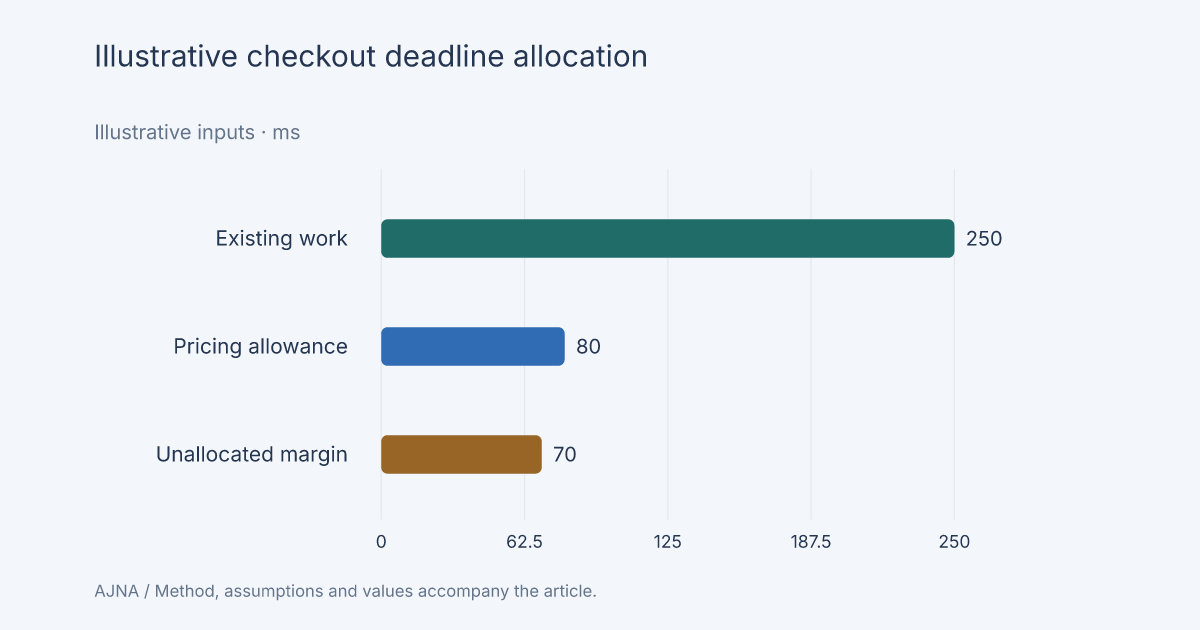 Illustrative checkout deadline allocation
Illustrative inputs · ms
Existing work 250
Pricing allowance 80
Unallocated margin 70
0 62.5 125 187.5 250
AJNA / Method, assumptions and values accompany the article.